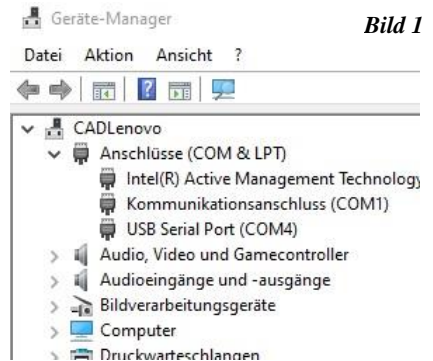 Geräte-Manager
Bild 1
Datei Aktion Ansicht ?
CADLenovo
Anschlüsse (COM & LPT)
Intel(R) Active Management Technology
Kommunikationsanschluss (COM1)
USB Serial Port (COM4)
Audio, Video und Gamecontroller
Audioeingänge und -ausgänge
Bildverarbeitungsgeräte
Computer
Druckwarteschlangen